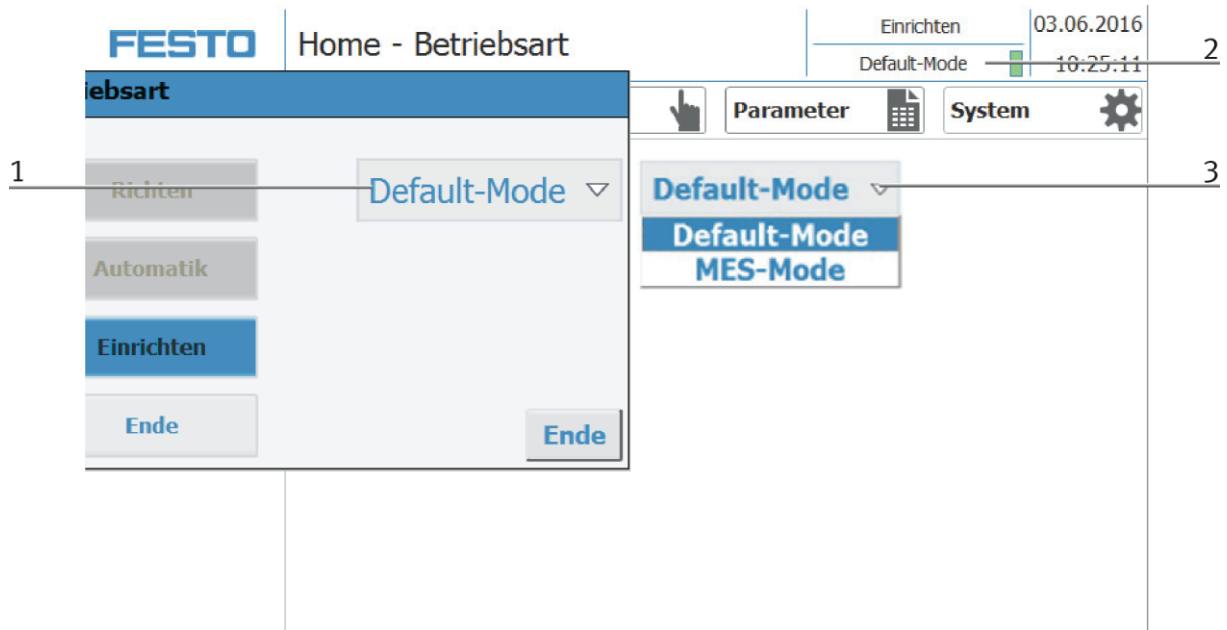 FESTO
Home - Betriebsart
Einrichten
03.06.2016
Default-Mode
10:25:11
2
iebsart
Parameter
System
1
Richten
Default-Mode
Default-Mode
3
Default-Mode
MES-Mode
Automatik
Einrichten
Ende
Ende